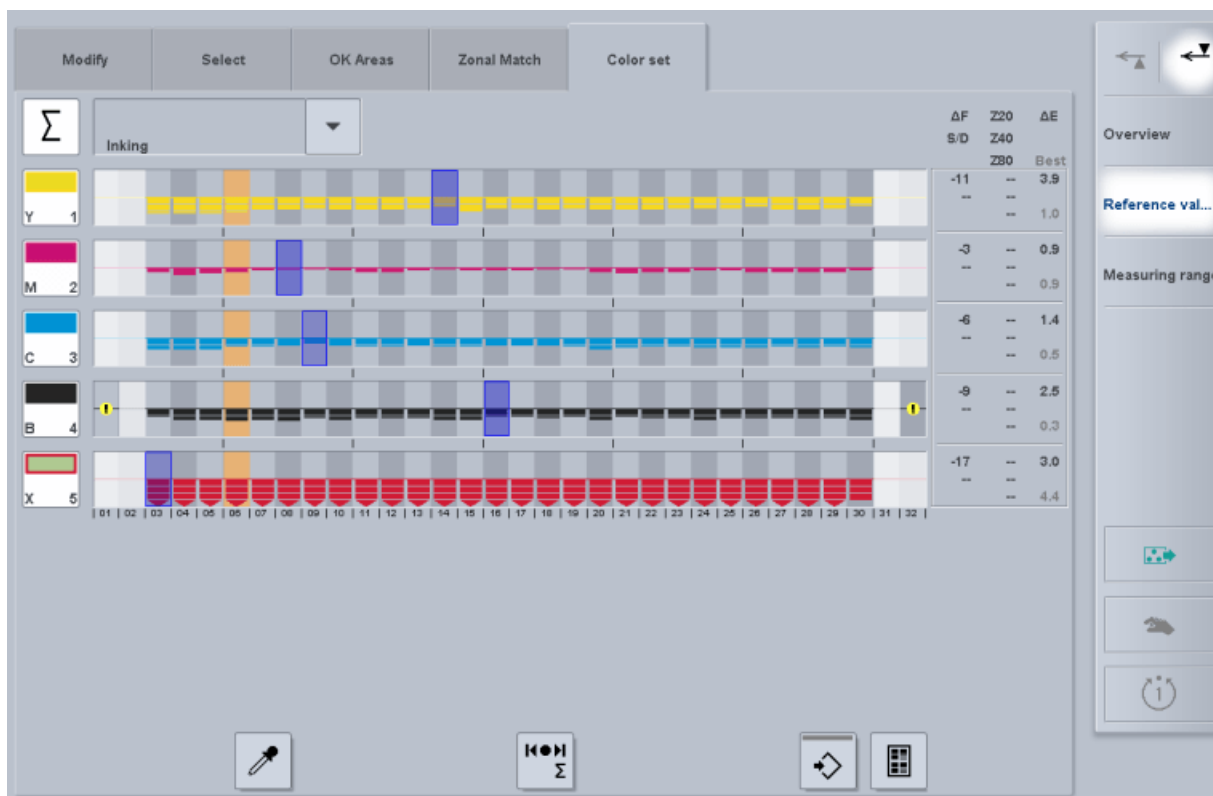 Modify Select OK Areas Zonal Match Color set
Σ Inking
ΔF Z20 ΔE
S/D Z40
Z80 Best
Y 1
-11 -- 3.9
-- --
-- 1.0
M 2
-3 -- 0.9
-- --
-- 0.9
C 3
-6 -- 1.4
-- --
-- 0.5
B 4
! !
-9 -- 2.5
-- --
-- 0.3
X 5
-17 -- 3.0
-- --
-- 4.4
| 01 | 02 | 03 | 04 | 05 | 06 | 07 | 08 | 09 | 10 | 11 | 12 | 13 | 14 | 15 | 16 | 17 | 18 | 19 | 20 | 21 | 22 | 23 | 24 | 25 | 26 | 27 | 28 | 29 | 30 | 31 | 32 |
Overview
Reference val...
Measuring rang
1
Σ